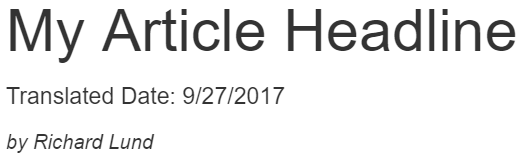 My Article Headline
Translated Date: 9/27/2017
by Richard Lund